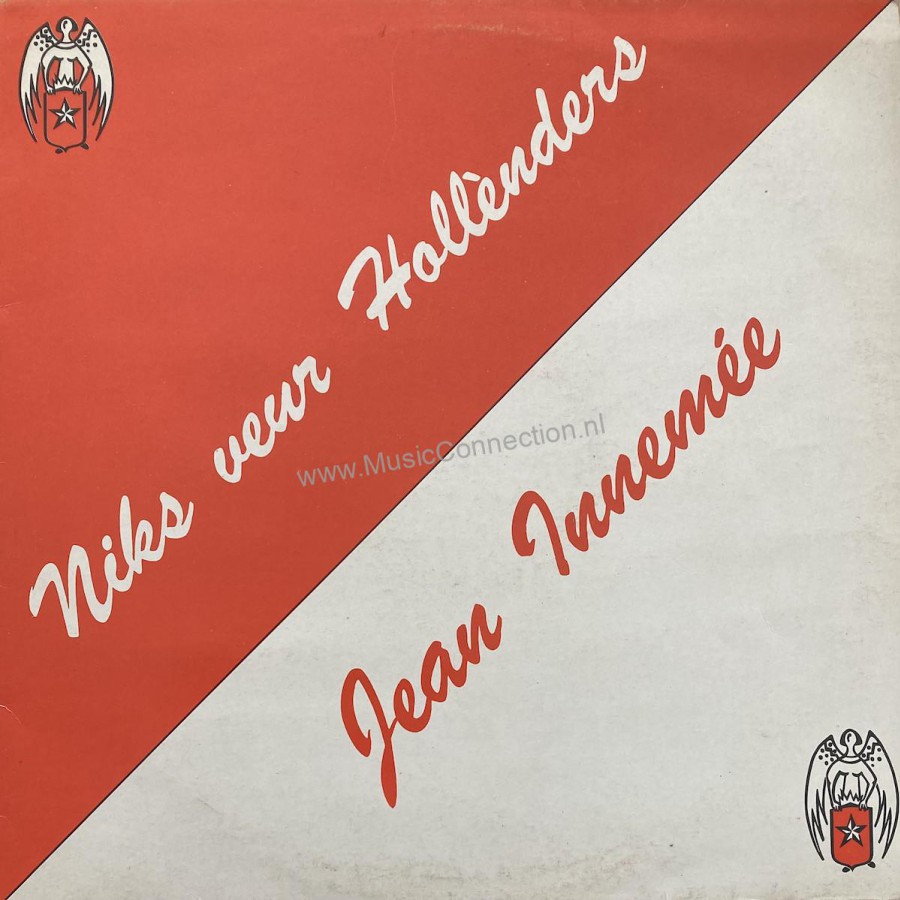 Niks veur Hollènders
www.MusicConnection.nl
Jean Innemée